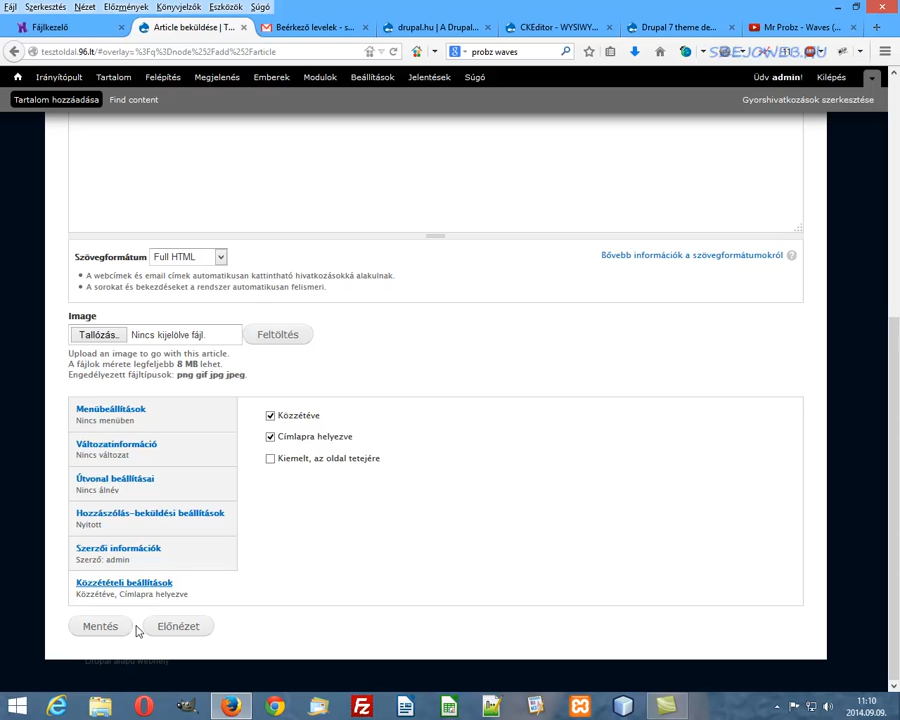 Fájl Szerkesztés Nézet Előzmények Könyvjelzők Eszközök Súgó
Fájlkezelő
Article beküldése | T...
Beérkező levelek - s...
drupal.hu | A Drupal...
CKEditor - WYSIWY...
Drupal 7 theme de...
Mr Probz - Waves (...
tesztoldal.96.lt/#overlay=%3Fq%3Dnode%252Fadd%252Farticle
probz waves
Irányítópult Tartalom Felépítés Megjelenés Emberek Modulok Beállítások Jelentések Súgó
Üdv admin! Kilépés
Tartalom hozzáadása Find content
Gyorshivatkozások szerkesztése
Szövegformátum Full HTML
Bővebb információk a szövegformátumokról
A webcímek és email címek automatikusan kattintható hivatkozásokká alakulnak.
A sorokat és bekezdéseket a rendszer automatikusan felismeri.
Image
Tallózás.. Nincs kijelölve fájl. Feltöltés
Upload an image to go with this article.
A fájlok mérete legfeljebb 8 MB lehet.
Engedélyezett fájltípusok: png gif jpg jpeg.
Menübeállítások
Nincs menüben
Változatinformáció
Nincs változat
Útvonal beállításai
Nincs álnév
Hozzászólás-beküldési beállítások
Nyitott
Szerzői információk
Szerző: admin
Közzétételi beállítások
Közzétéve, Címlapra helyezve
Közzétéve
Címlapra helyezve
Kiemelt, az oldal tetejére
Mentés Előnézet
Drupal alapú webhely
11:10
2014.09.09.